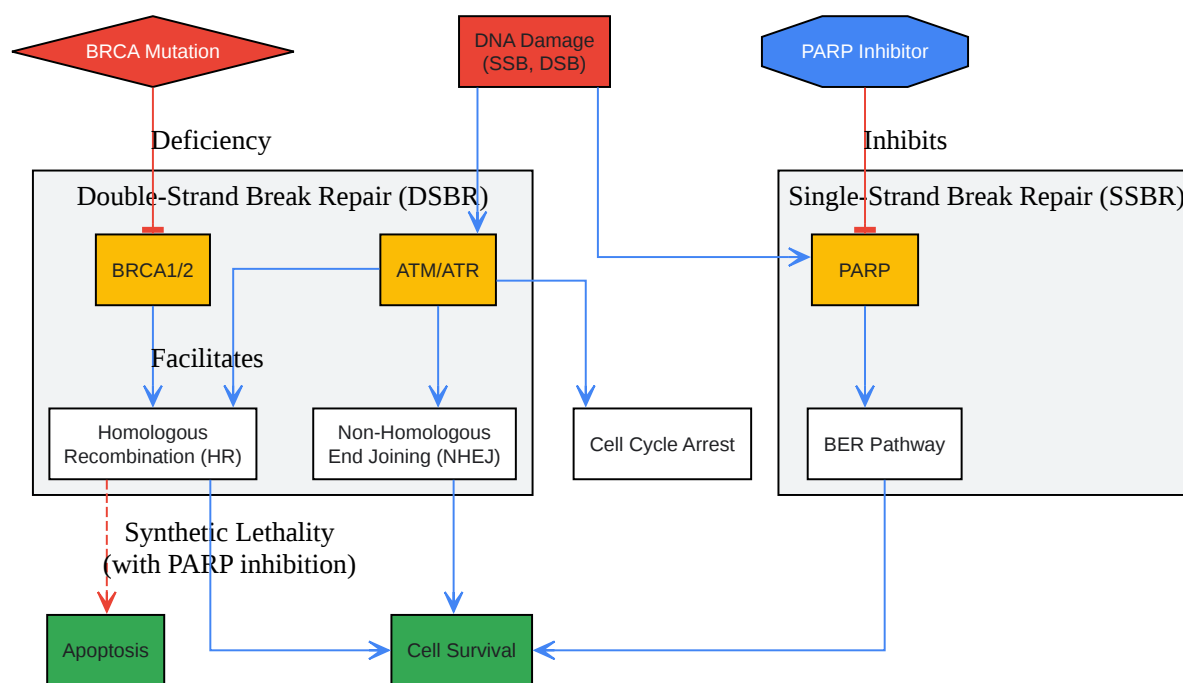 BRCA Mutation
DNA Damage
(SSB, DSB)
PARP Inhibitor
Deficiency
Inhibits
Double-Strand Break Repair (DSBR)
Single-Strand Break Repair (SSBR)
BRCA1/2
ATM/ATR
PARP
Facilitates
Homologous
Recombination (HR)
Non-Homologous
End Joining (NHEJ)
Cell Cycle Arrest
BER Pathway
Synthetic Lethality
(with PARP inhibition)
Apoptosis
Cell Survival